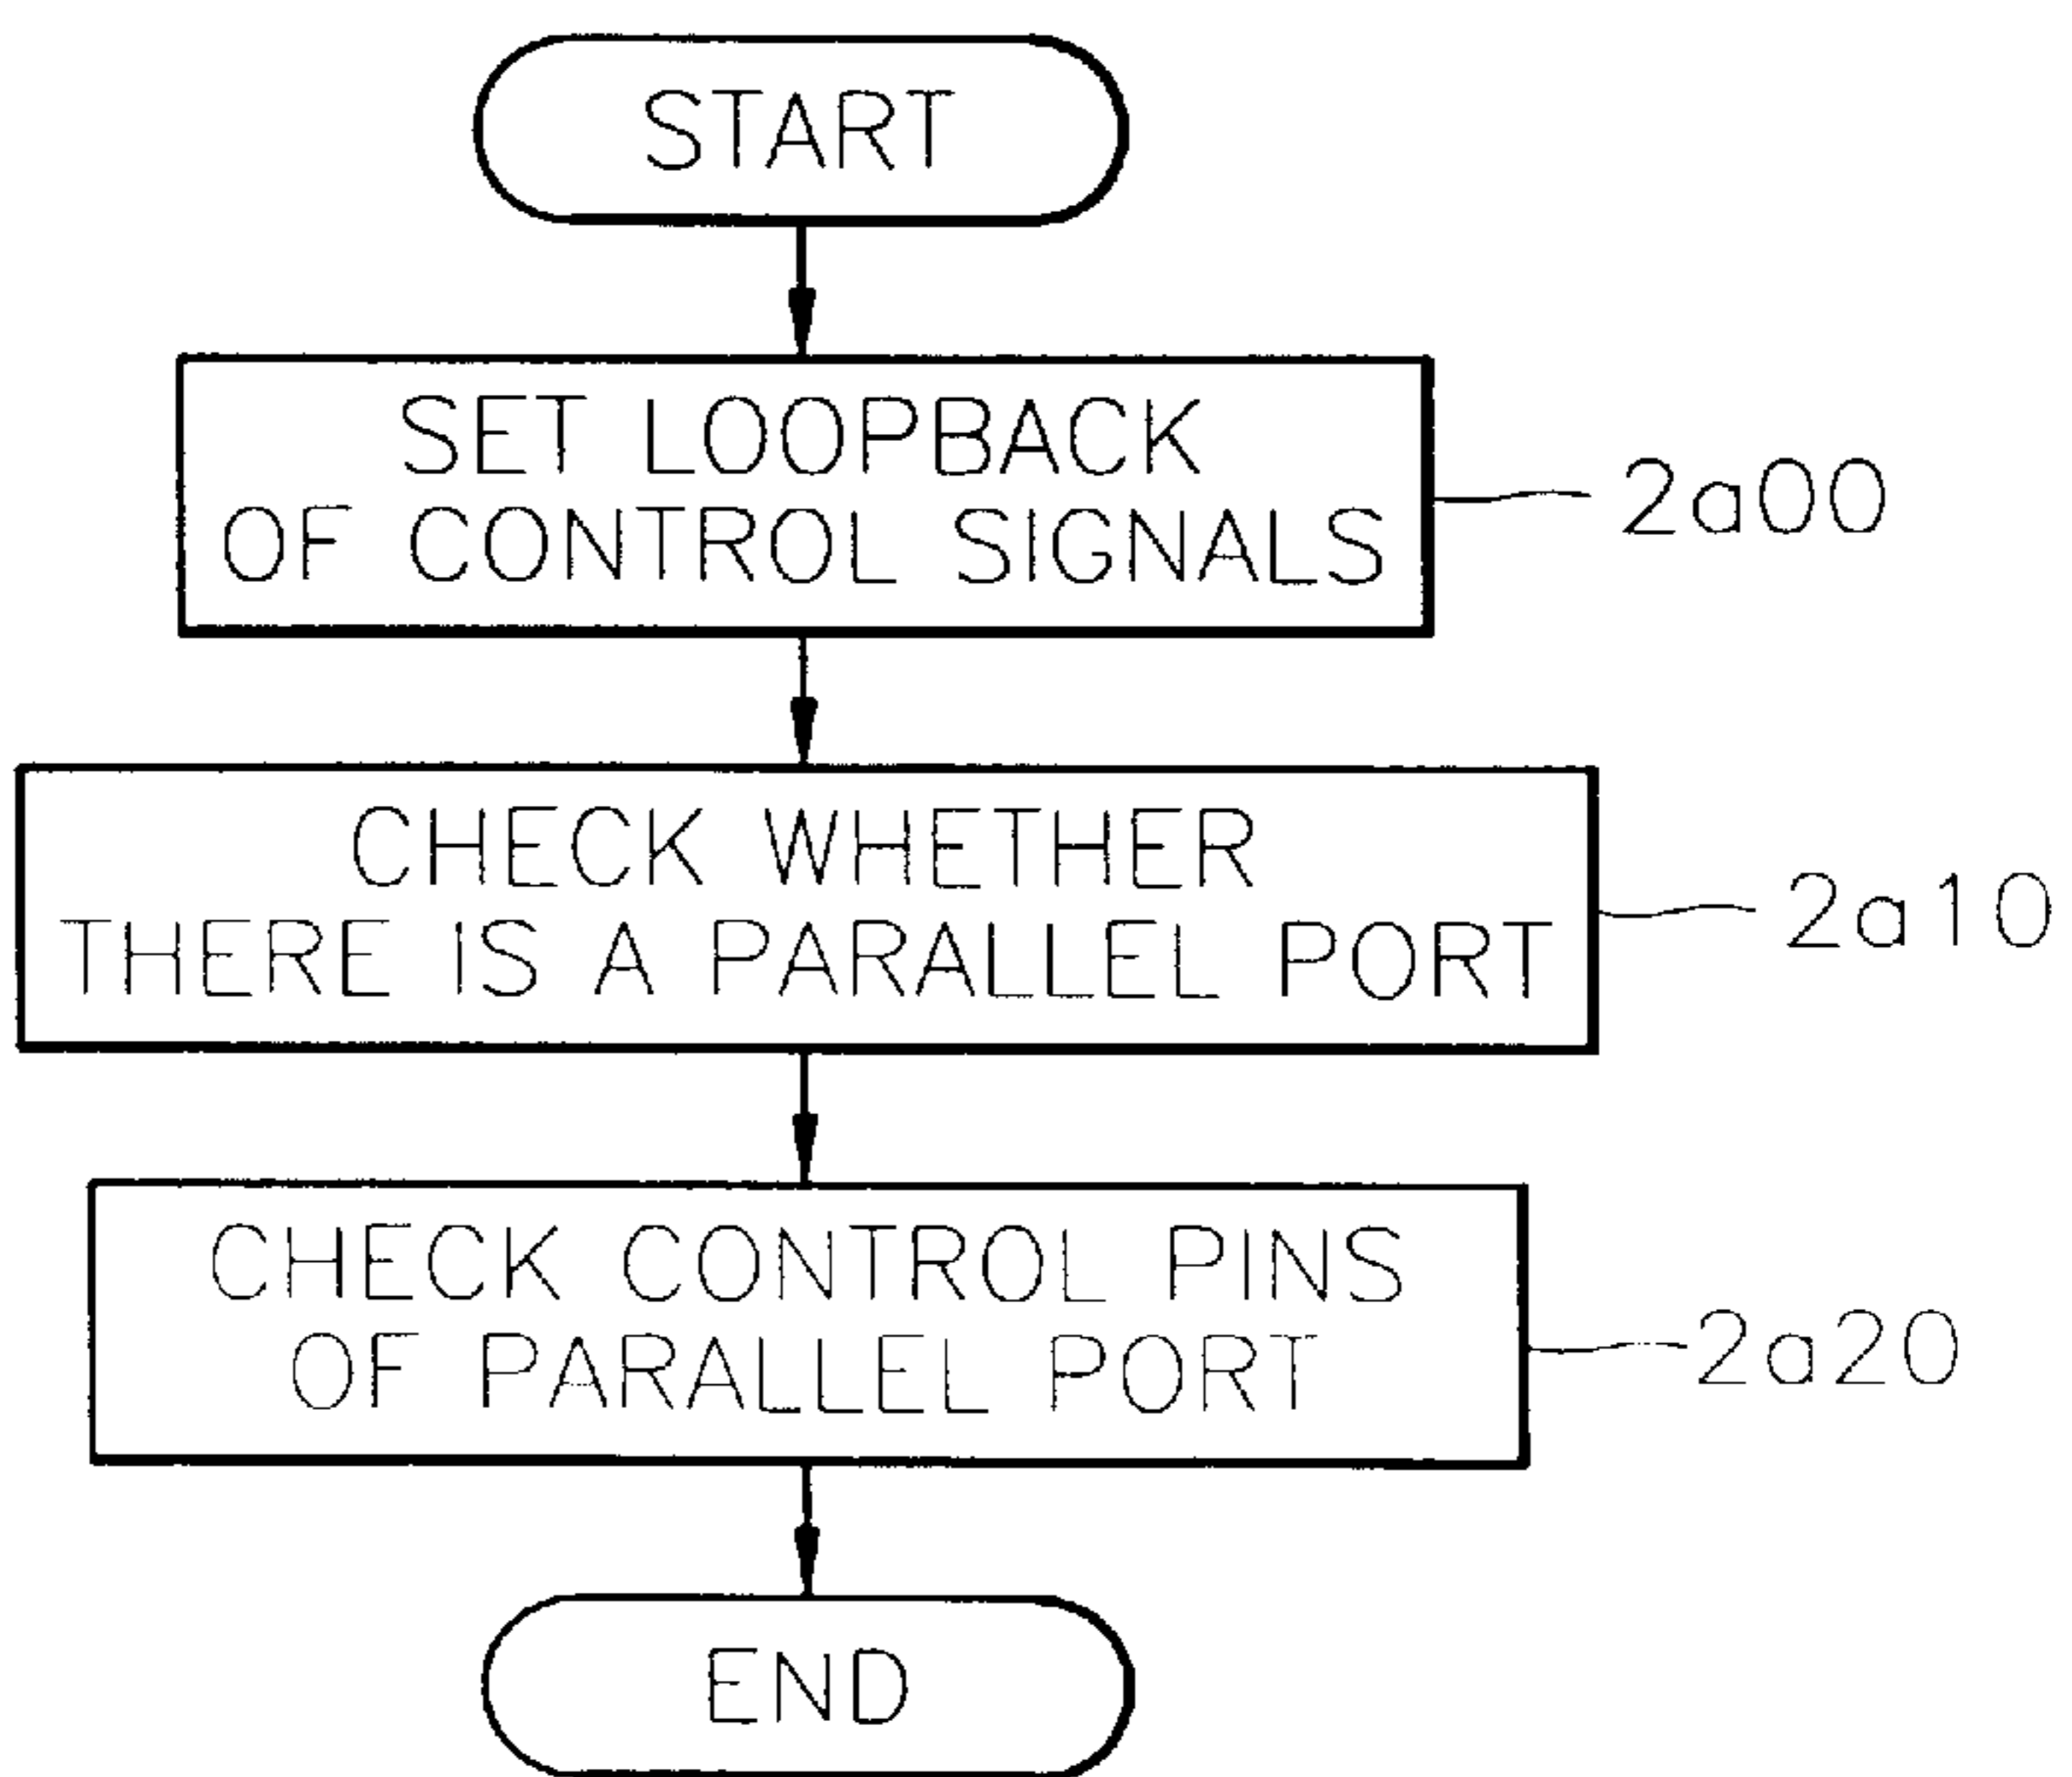 START
SET LOOPBACK
OF CONTROL SIGNALS
2a00
CHECK WHETHER
THERE IS A PARALLEL PORT
2a10
CHECK CONTROL PINS
OF PARALLEL PORT
2a20
END